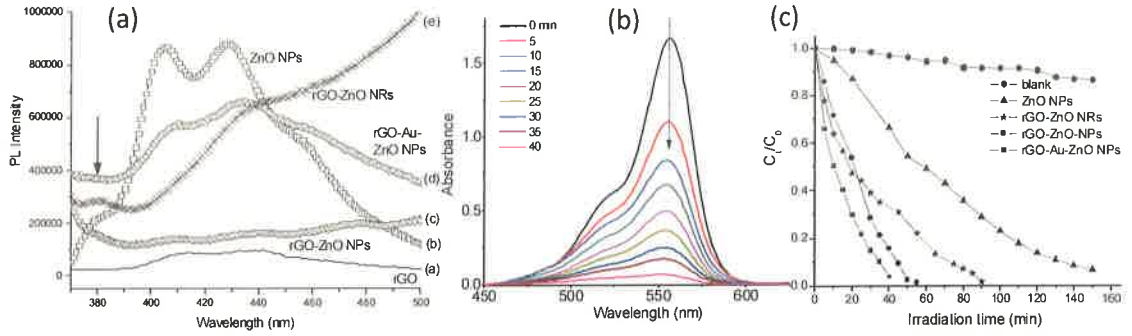 (a)
PL Intensity
1000000
800000
600000
400000
200000
0
ZnO NPs
rGO-ZnO NRs
rGO-Au-
ZnO NPs
rGO-ZnO NPs
rGO
(e)
(d)
(c)
(b)
(a)
380 400 420 440 460 480 500
Wavelength (nm)
(b)
Absorbance
1.5
1.0
0.5
0.0
0 min
5
10
15
20
25
30
35
40
450 500 550 600
Wavelength (nm)
(c)
Ct/C0
1.0
0.8
0.6
0.4
0.2
0.0
blank
ZnO NPs
rGO-ZnO NRs
rGO-ZnO-NPs
rGO-Au-ZnO NPs
0 20 40 60 80 100 120 140 160
Irradiation time (min)